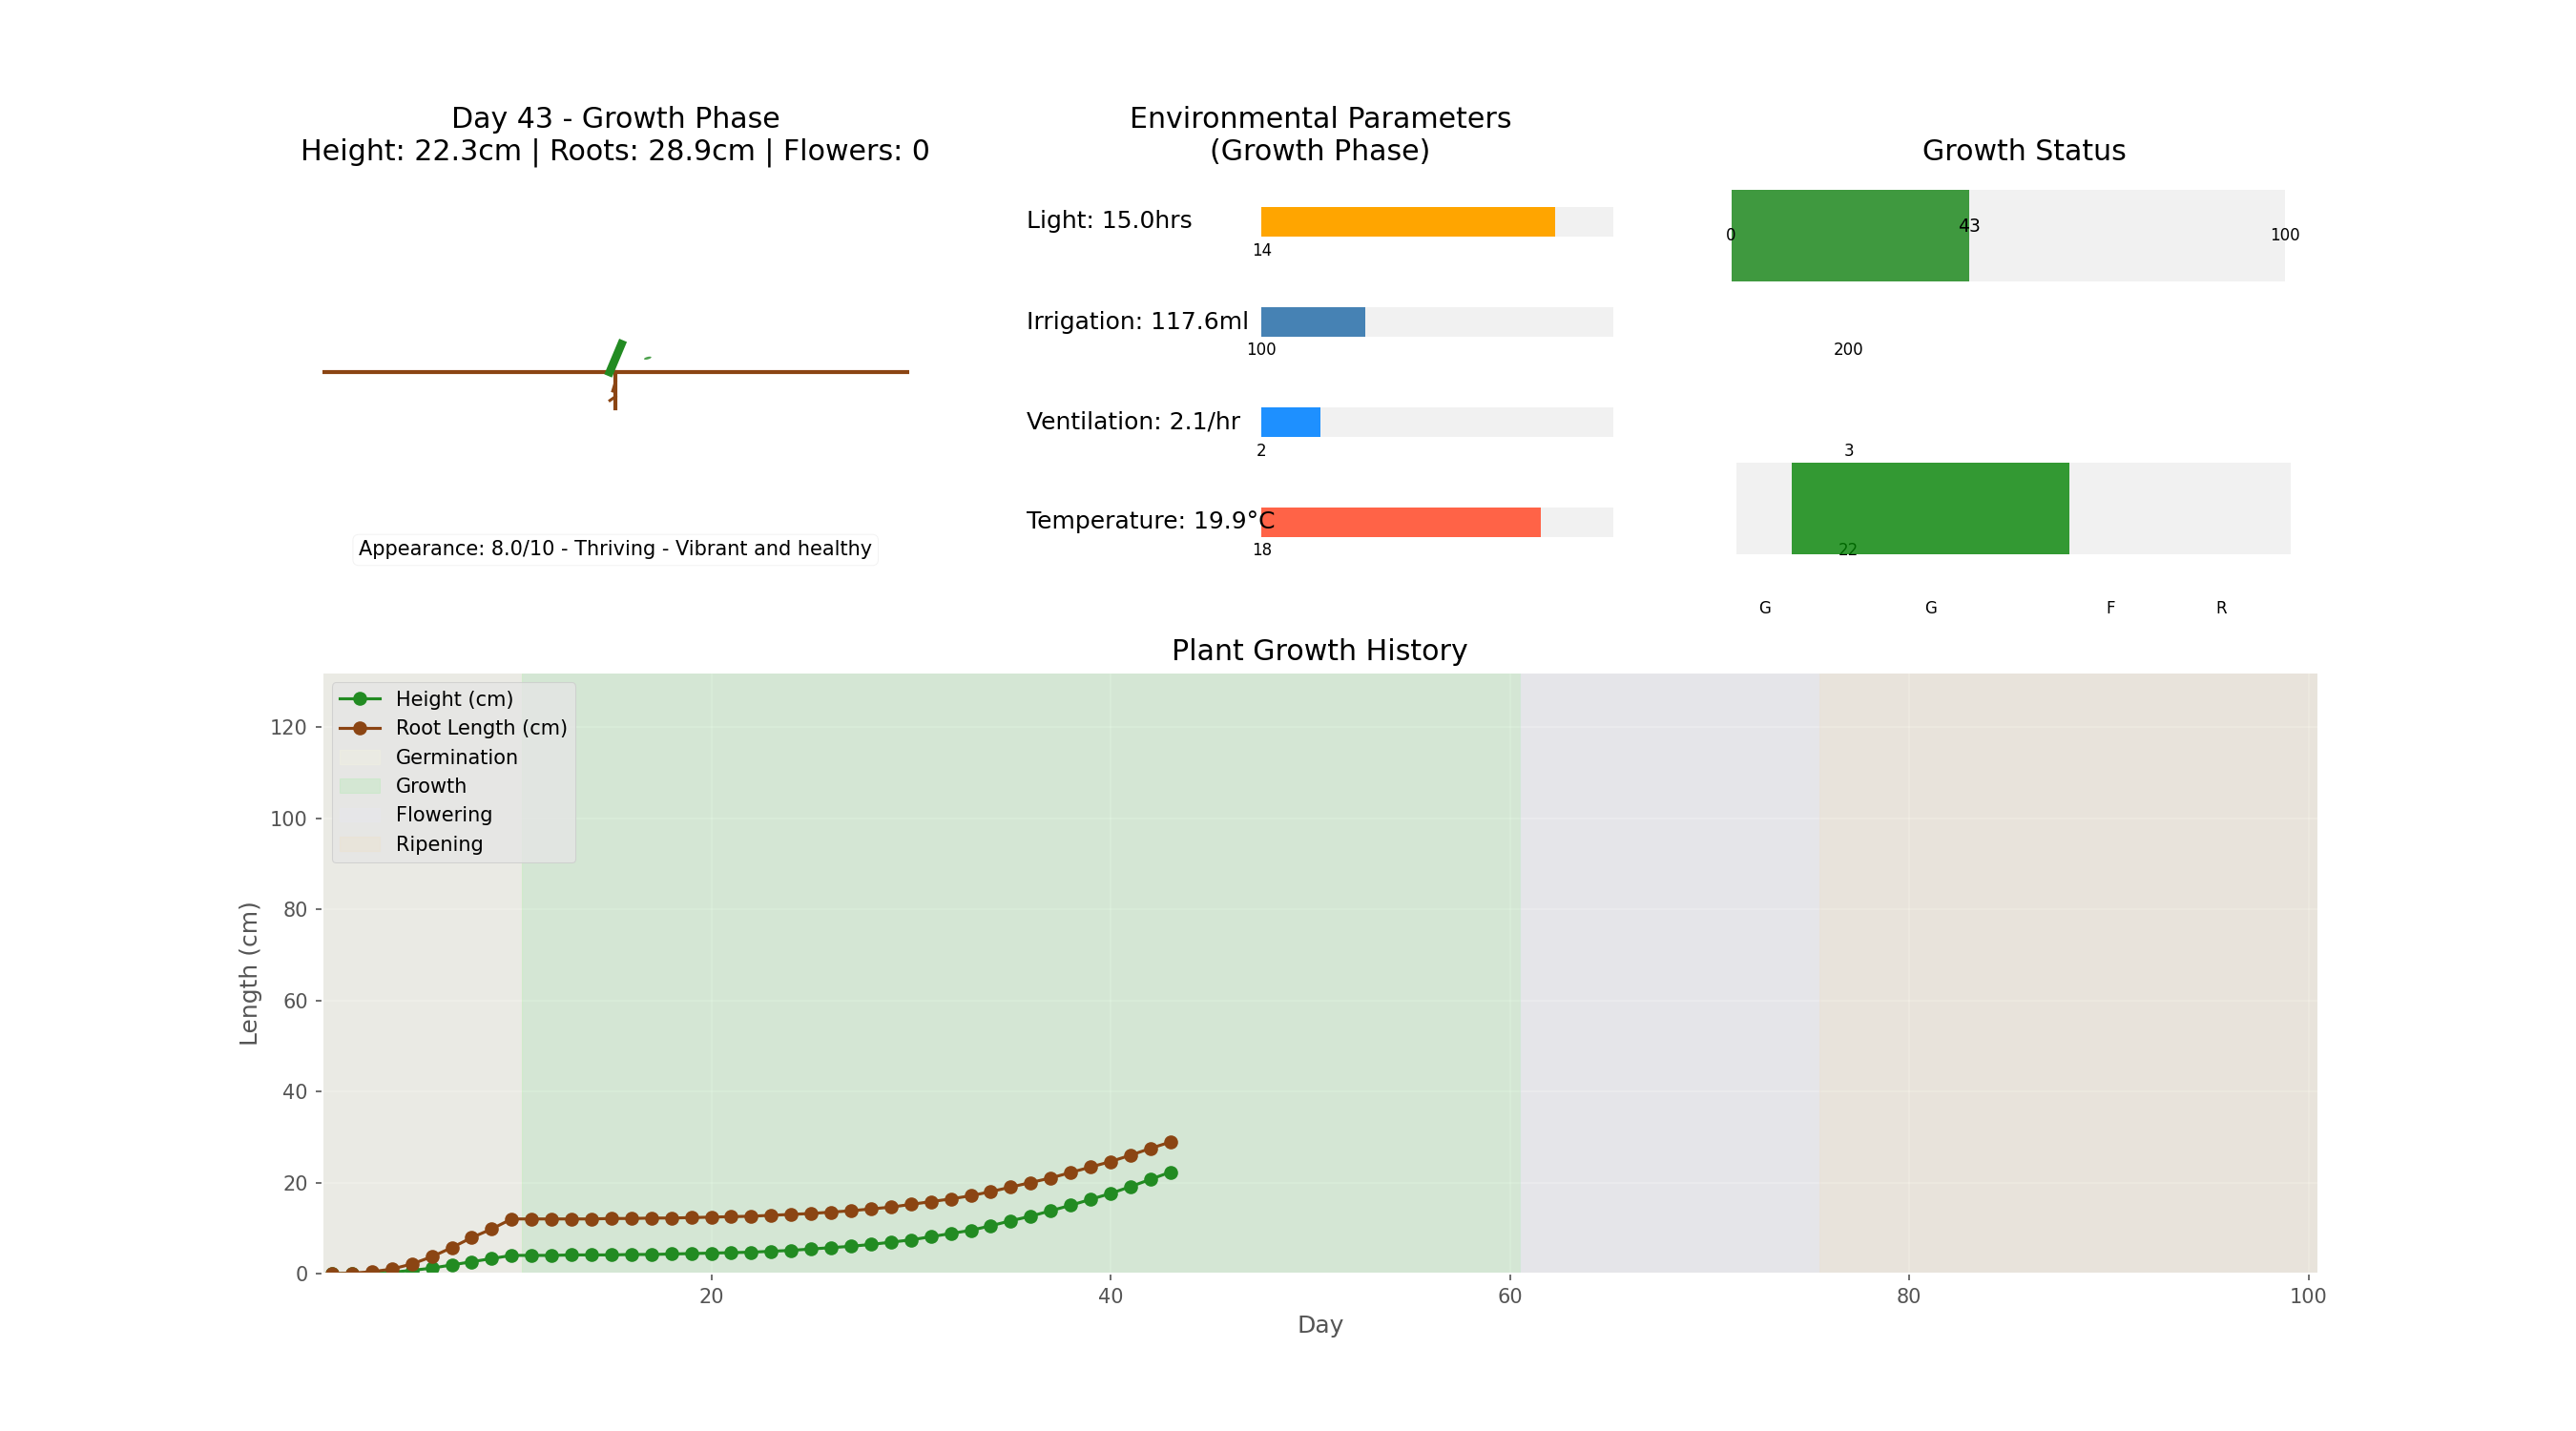 Day 43 - Growth Phase
Height: 22.3cm | Roots: 28.9cm | Flowers: 0
Appearance: 8.0/10 - Thriving - Vibrant and healthy
Environmental Parameters
(Growth Phase)
Light: 15.0hrs
14
Irrigation: 117.6ml
100
200
Ventilation: 2.1/hr
2
3
Temperature: 19.9°C
18
22
Growth Status
0
43
100
G
G
F
R
Plant Growth History
Height (cm)
Root Length (cm)
Germination
Growth
Flowering
Ripening
Length (cm)
120
100
80
60
40
20
0
20
40
60
80
100
Day